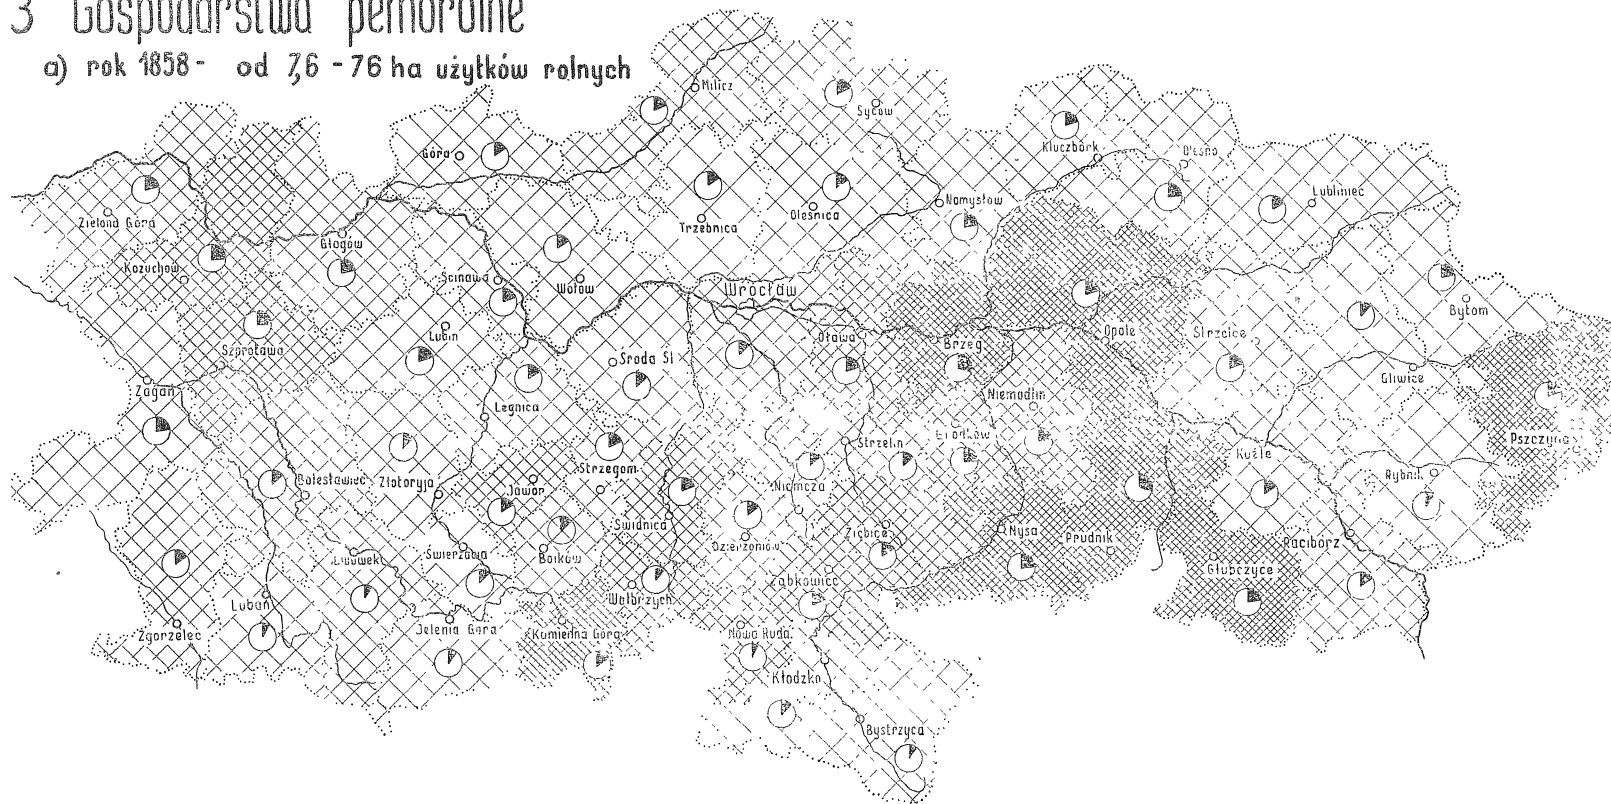 3 Gospodarstwa pełnorolne
a) rok 1858 - od 7,6 - 76 ha użytków rolnych
Milicz
Syców
Góra
Kluczbork
Olesno
Lubliniec
Zielona Góra
Oleśnica
Namysłów
Trzebnica
Głogów
Kożuchów
Ścinawa
Wołów
Wrocław
Bytom
Lubin
Oława
Opole
Strzelce
Szprotawa
Środa Śl
Brzeg
Żagań
Gliwice
Legnica
Niemodlin
Strzelin
Grodków
Pszczyna
Koźle
Strzegom
Rybnik
Bolesławiec
Złotoryja
Jawor
Niemcza
Świdnica
Ziębice
Nysa
Prudnik
Racibórz
Dzierżoniów
Lwówek
Świerzawa
Bolków
Głubczyce
Ząbkowice
Wałbrzych
Lubań
Zgorzelec
Jelenia Góra
Kamienna Góra
Nowa Ruda
Kłodzko
Bystrzyca